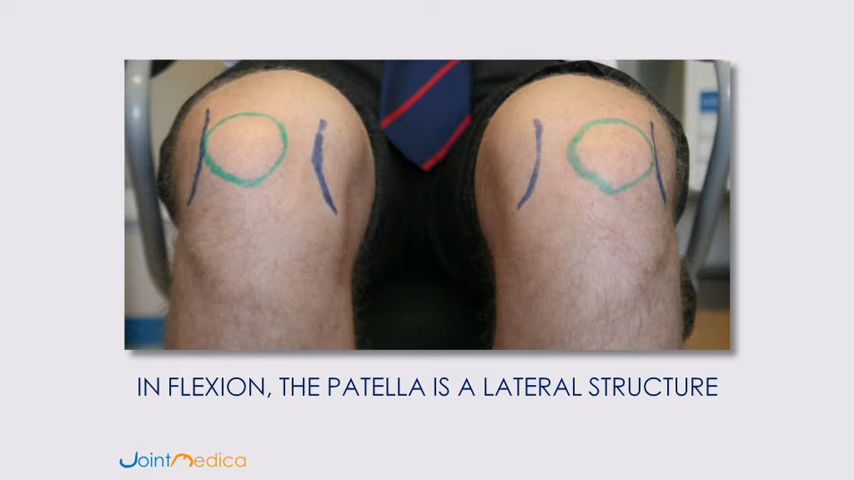 IN FLEXION, THE PATELLA IS A LATERAL STRUCTURE
JointMedica